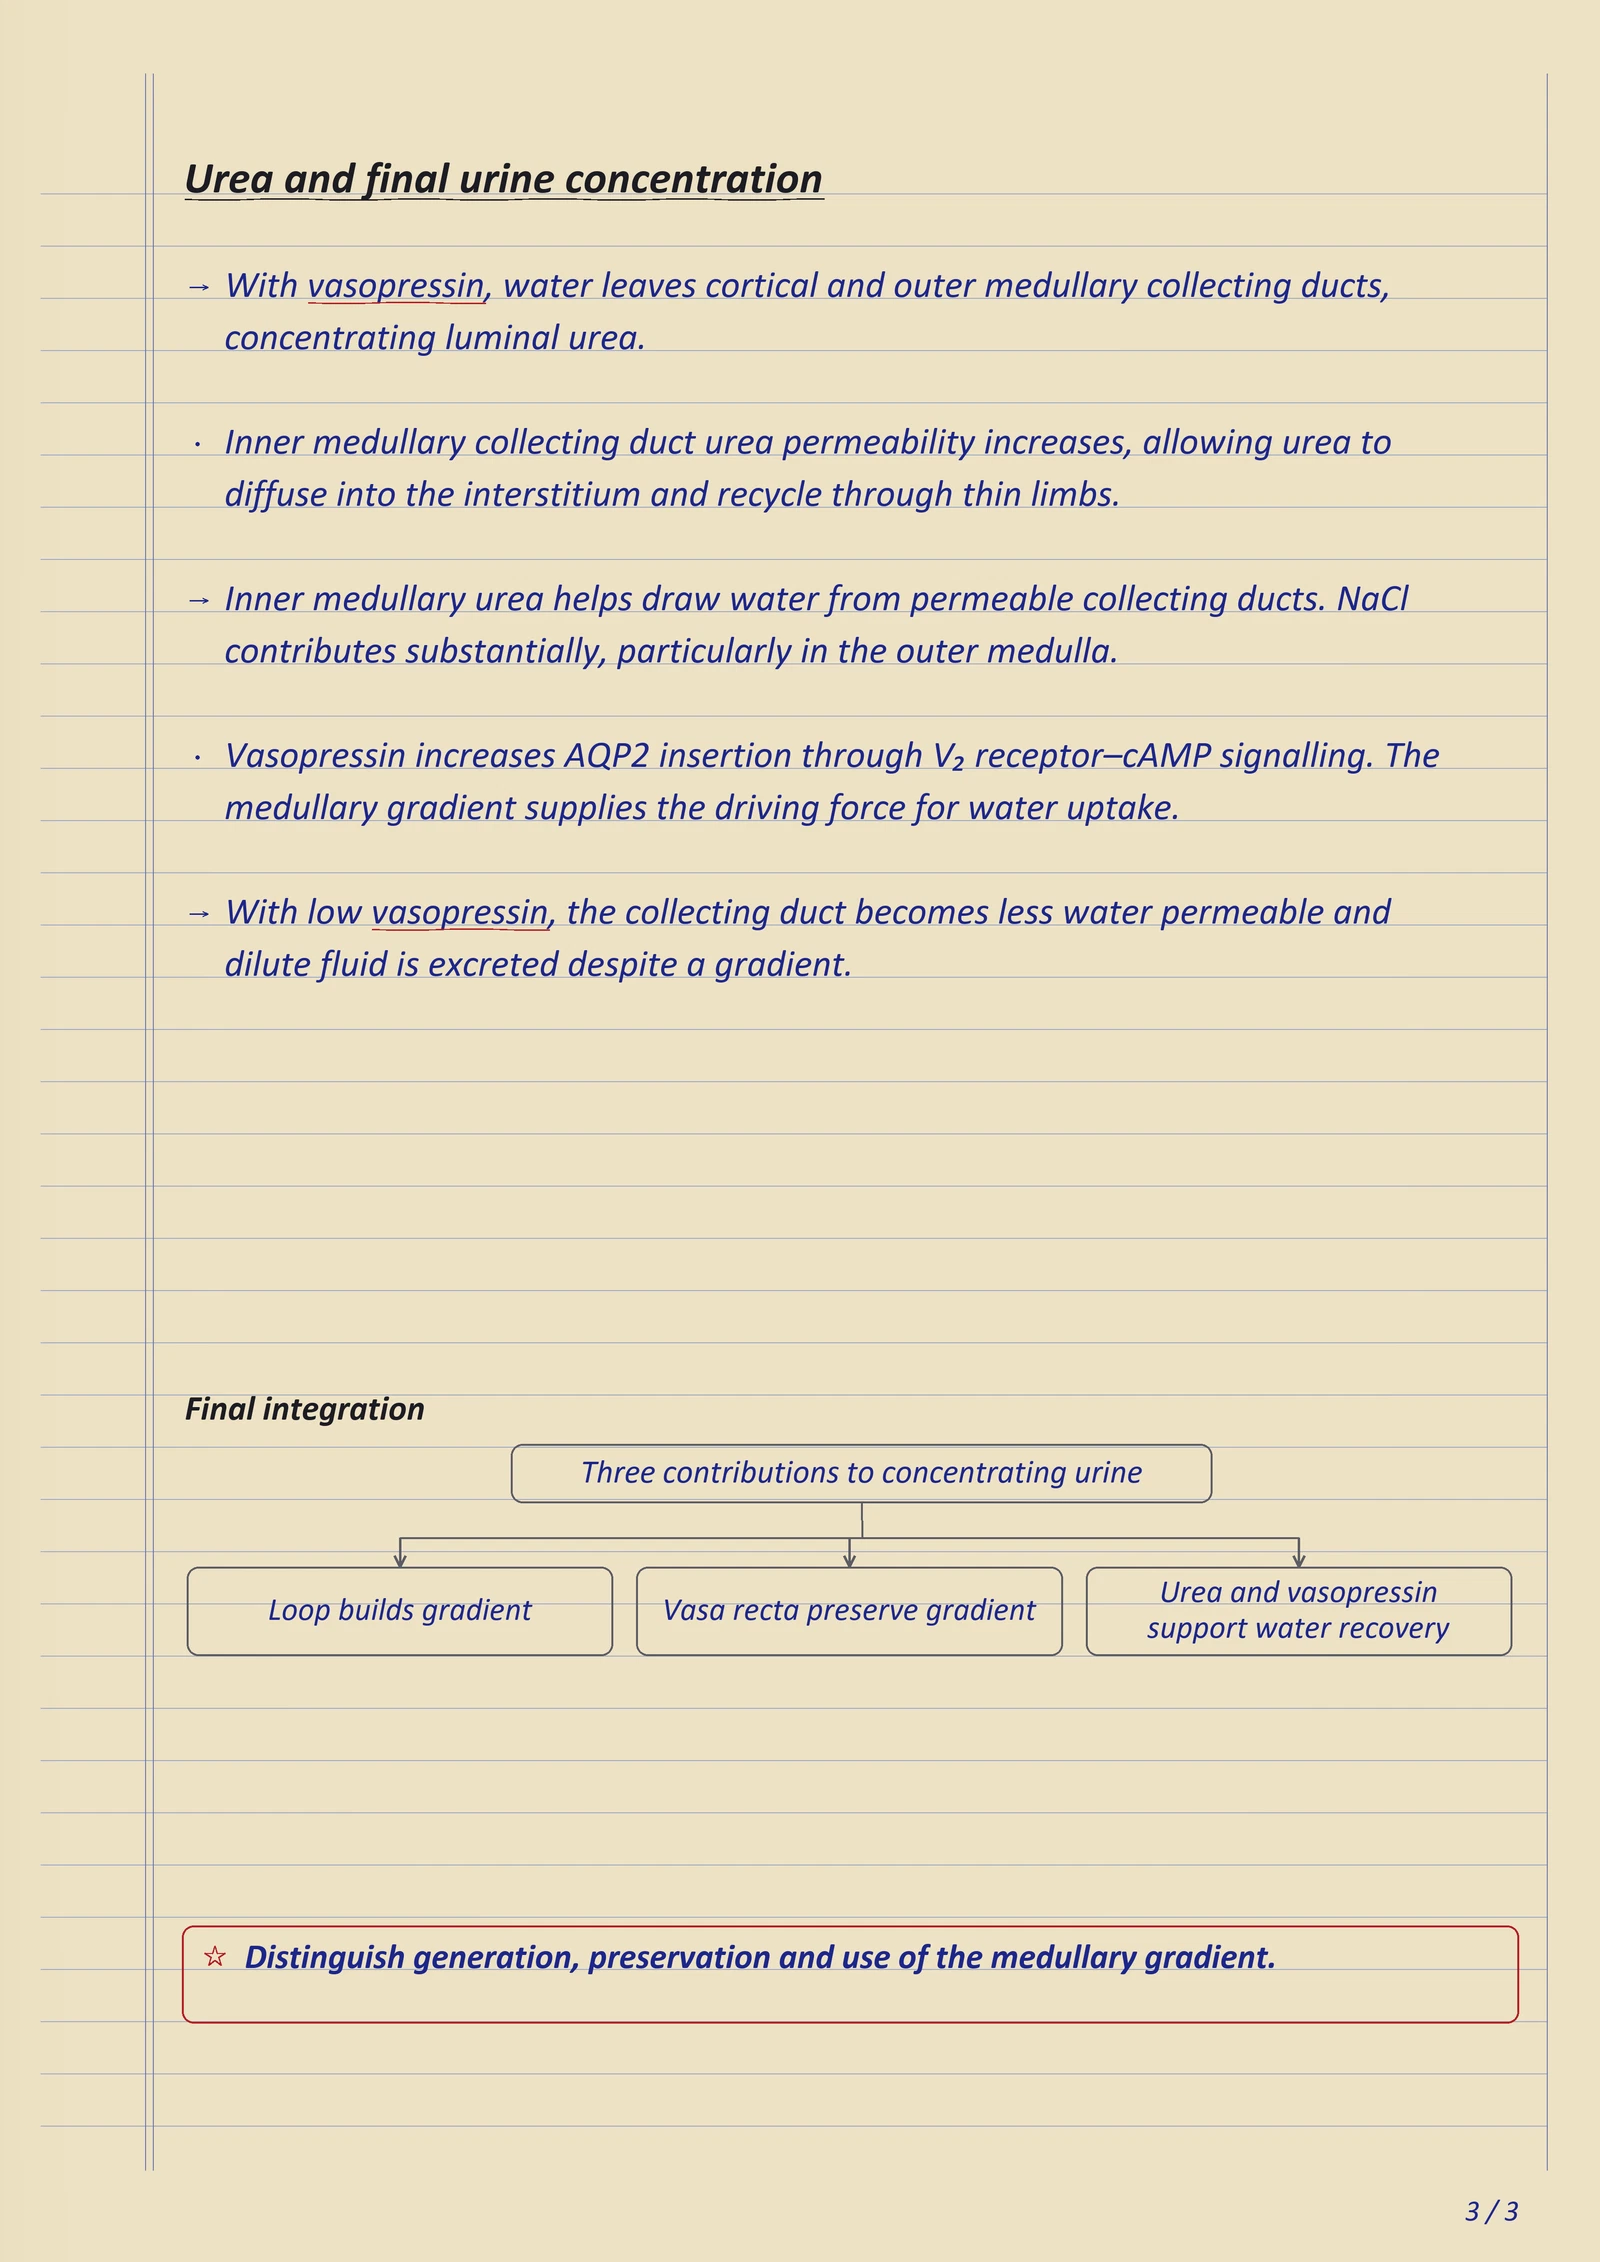 Urea and final urine concentration
→ With vasopressin, water leaves cortical and outer medullary collecting ducts,
concentrating luminal urea.
· Inner medullary collecting duct urea permeability increases, allowing urea to
diffuse into the interstitium and recycle through thin limbs.
→ Inner medullary urea helps draw water from permeable collecting ducts. NaCl
contributes substantially, particularly in the outer medulla.
· Vasopressin increases AQP2 insertion through V₂ receptor–cAMP signalling. The
medullary gradient supplies the driving force for water uptake.
→ With low vasopressin, the collecting duct becomes less water permeable and
dilute fluid is excreted despite a gradient.
Final integration
Three contributions to concentrating urine
Loop builds gradient
Vasa recta preserve gradient
Urea and vasopressin
support water recovery
☆ Distinguish generation, preservation and use of the medullary gradient.
3 / 3